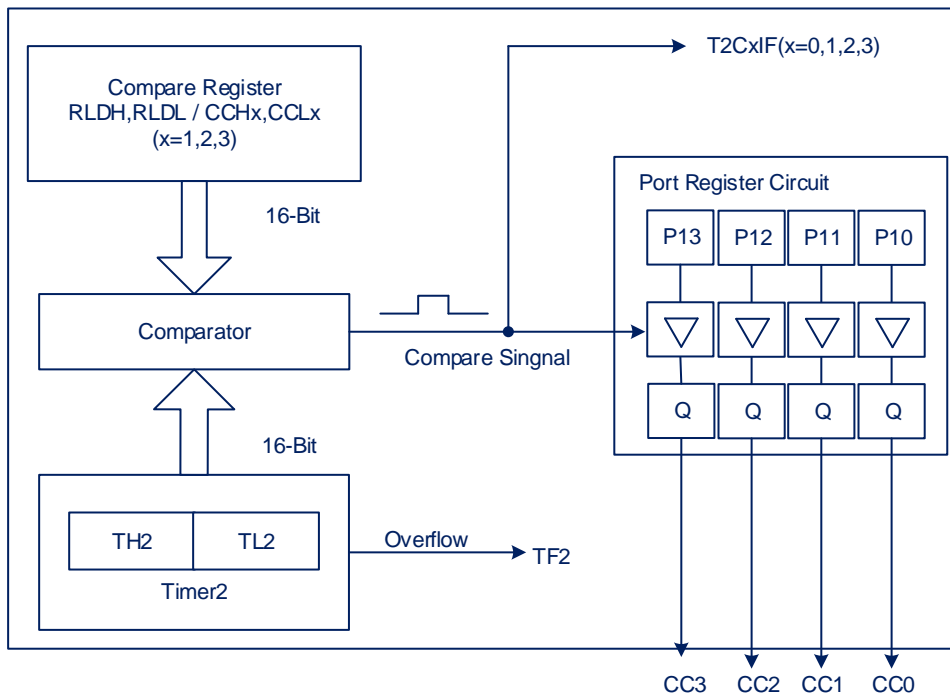 T2CxIF(x=0,1,2,3)
Compare Register
RLDH,RLDL / CCHx,CCLx
(x=1,2,3)
16-Bit
Port Register Circuit
P13 P12 P11 P10
Comparator
Compare Singnal
Q Q Q Q
16-Bit
TH2 TL2
Timer2
Overflow
TF2
CC3 CC2 CC1 CC0